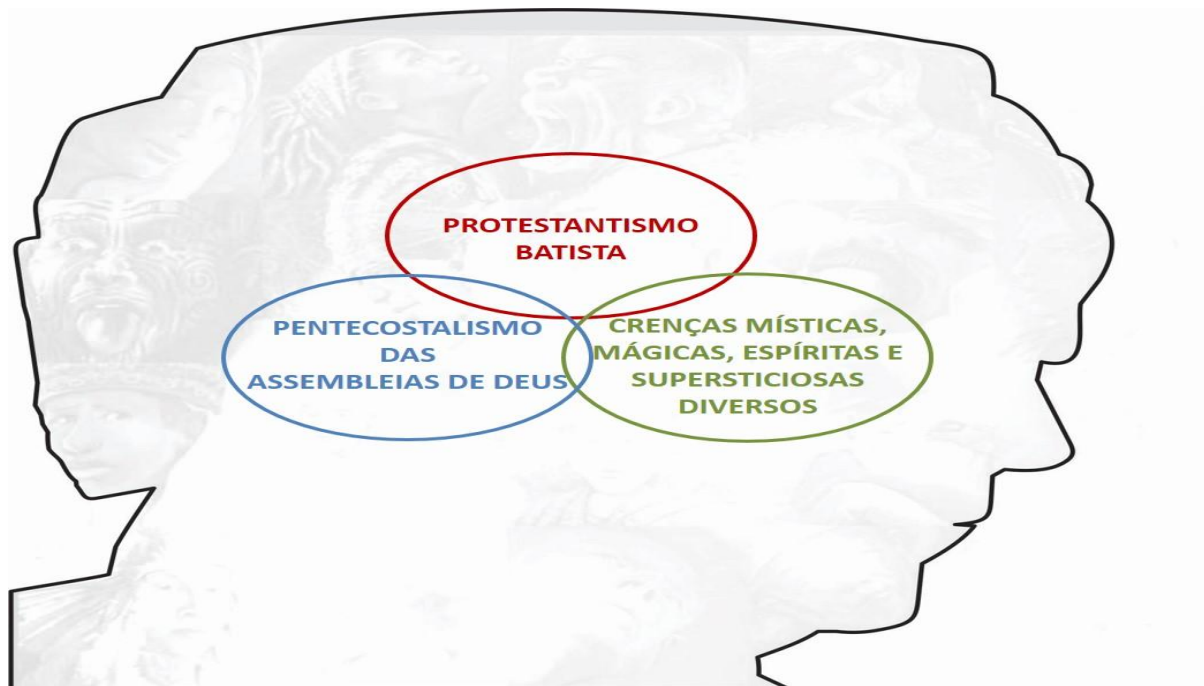 PROTESTANTISMO
BATISTA
PENTECOSTALISMO
DAS
ASSEMBLEIAS DE DEUS
CRENÇAS MÍSTICAS,
MÁGICAS, ESPÍRITAS E
SUPERSTICIOSAS
DIVERSOS